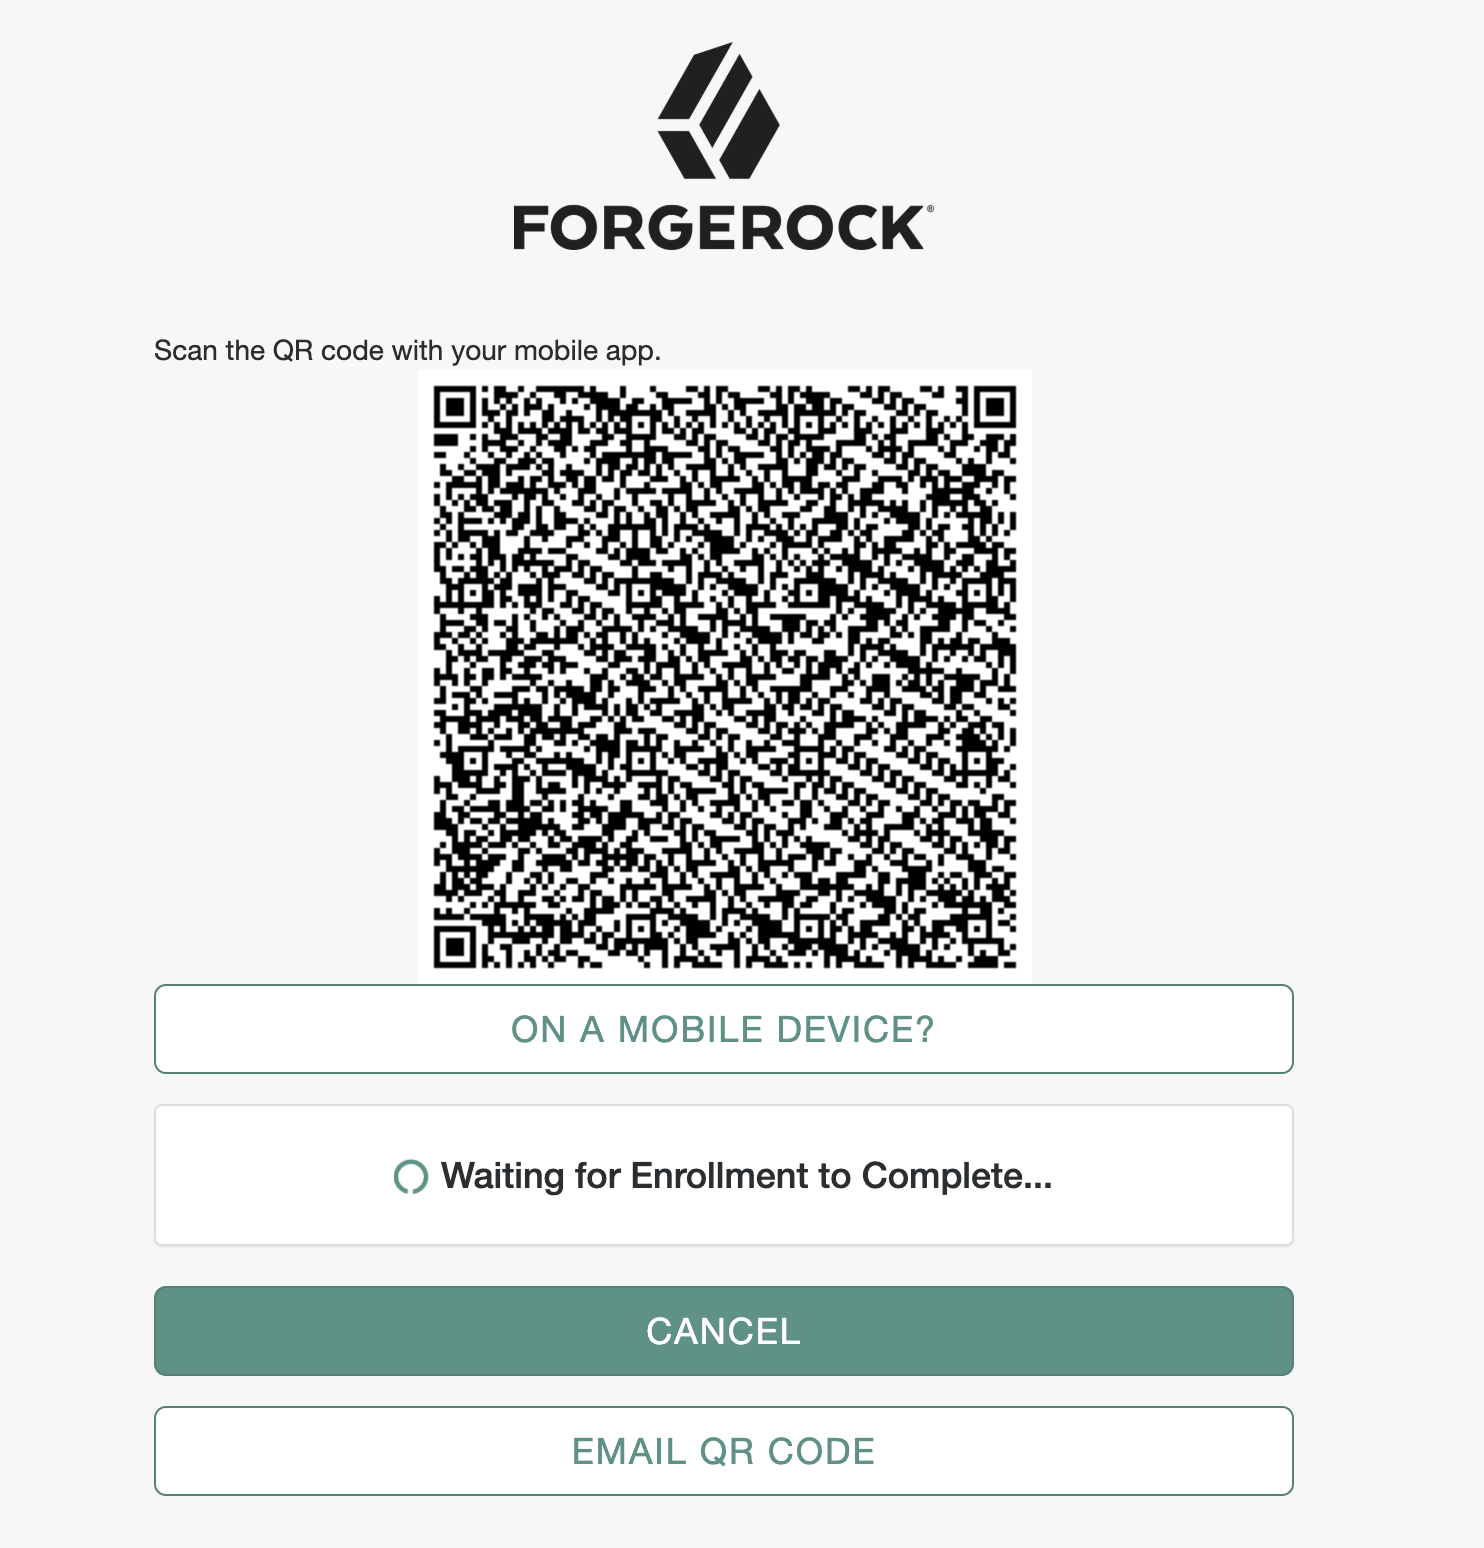 FORGEROCK®
Scan the QR code with your mobile app.
ON A MOBILE DEVICE?
Waiting for Enrollment to Complete...
CANCEL
EMAIL QR CODE